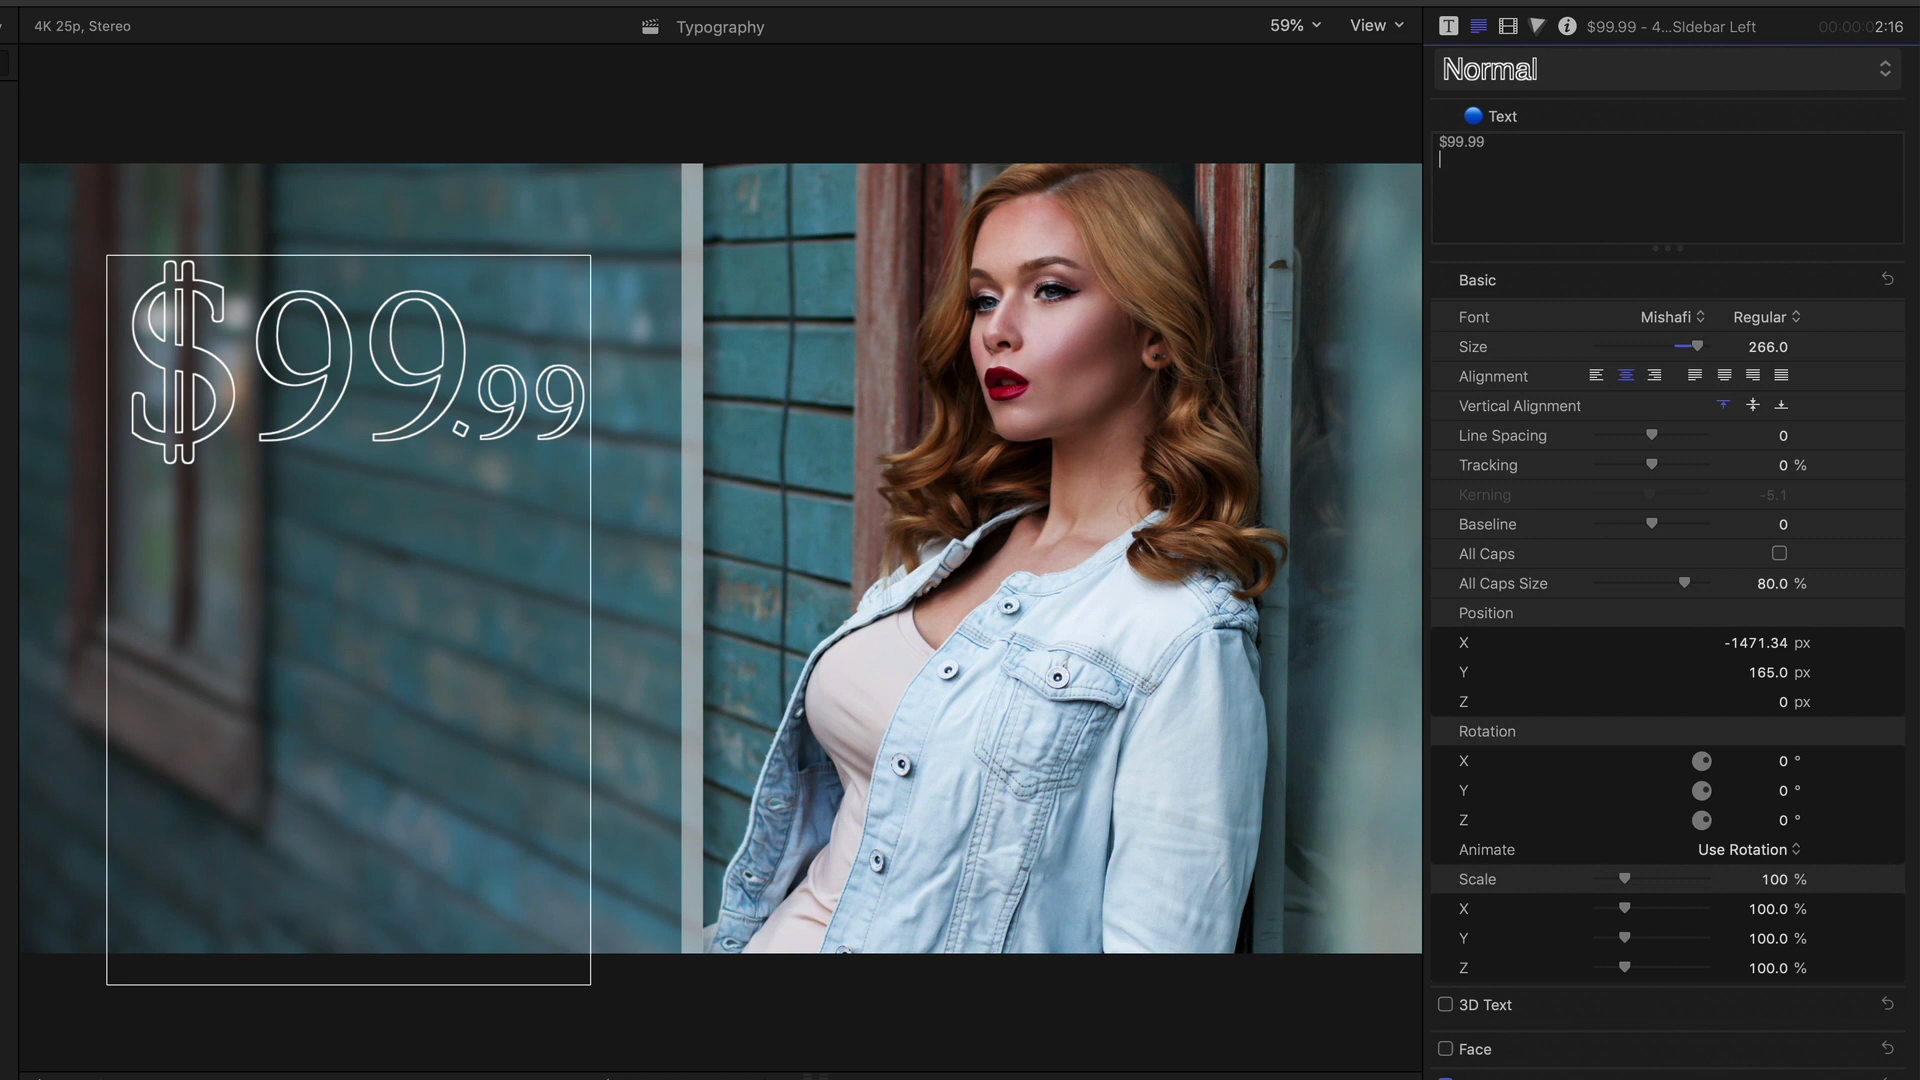 4K 25p, Stereo
Typography
59%
View
T
i
$99.99 - 4...SIdebar Left
00:00:02:16
Normal
Text
$99.99
$99.99
Basic
Font Mishafi Regular
Size 266.0
Alignment
Vertical Alignment
Line Spacing 0
Tracking 0 %
Kerning -5.1
Baseline 0
All Caps
All Caps Size 80.0 %
Position
X -1471.34 px
Y 165.0 px
Z 0 px
Rotation
X 0 °
Y 0 °
Z 0 °
Animate Use Rotation
Scale 100 %
X 100.0 %
Y 100.0 %
Z 100.0 %
3D Text
Face